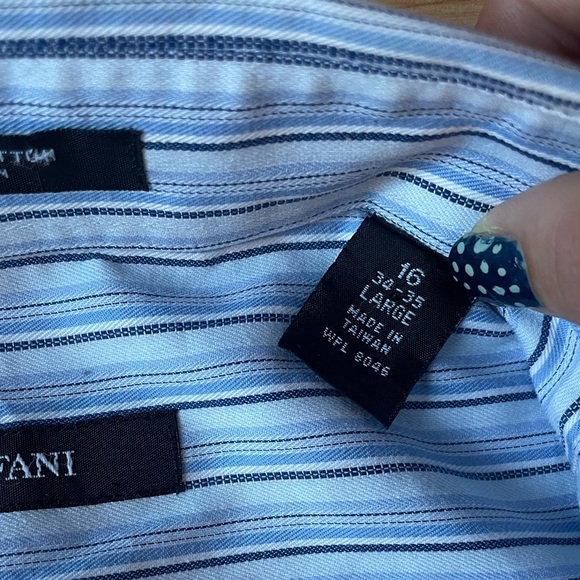 16
34-35
LARGE
MADE IN
TAIWAN
WPL 8046
FANI